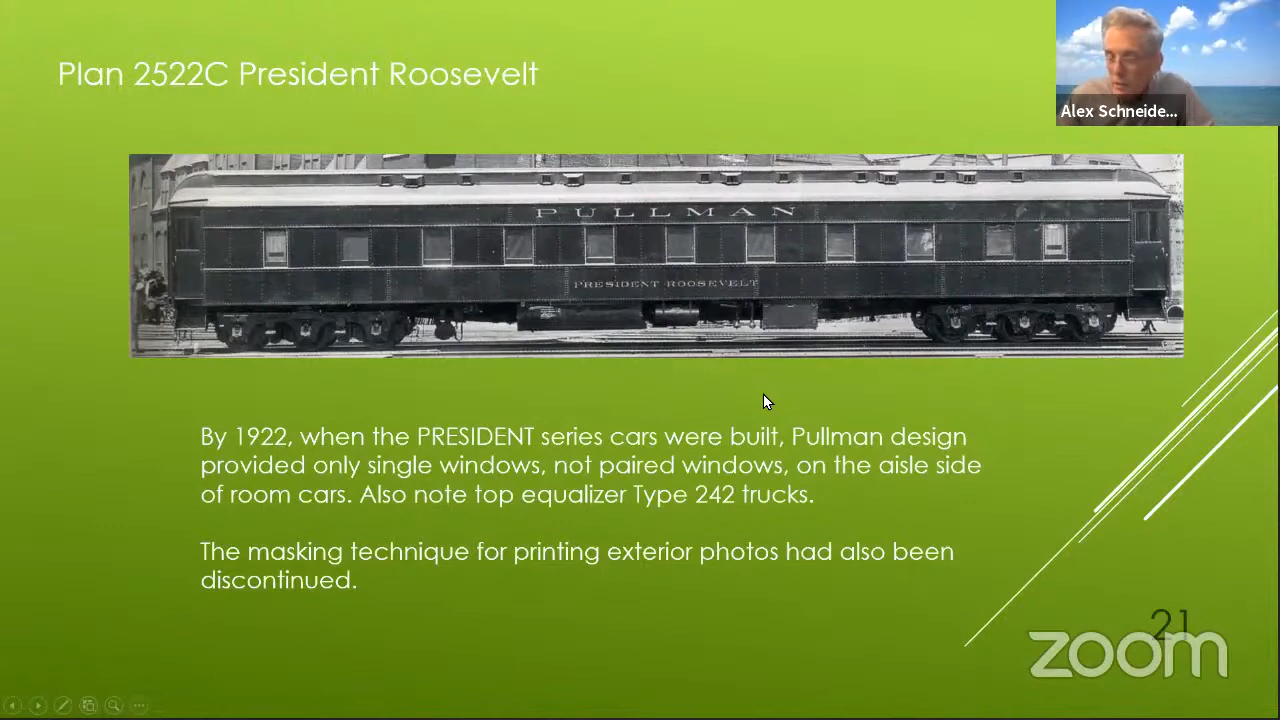 Plan 2522C President Roosevelt
Alex Schneide...
PULLMAN
PRESIDENT ROOSEVELT
By 1922, when the PRESIDENT series cars were built, Pullman design
provided only single windows, not paired windows, on the aisle side
of room cars. Also note top equalizer Type 242 trucks.
The masking technique for printing exterior photos had also been
discontinued.
21
zoom